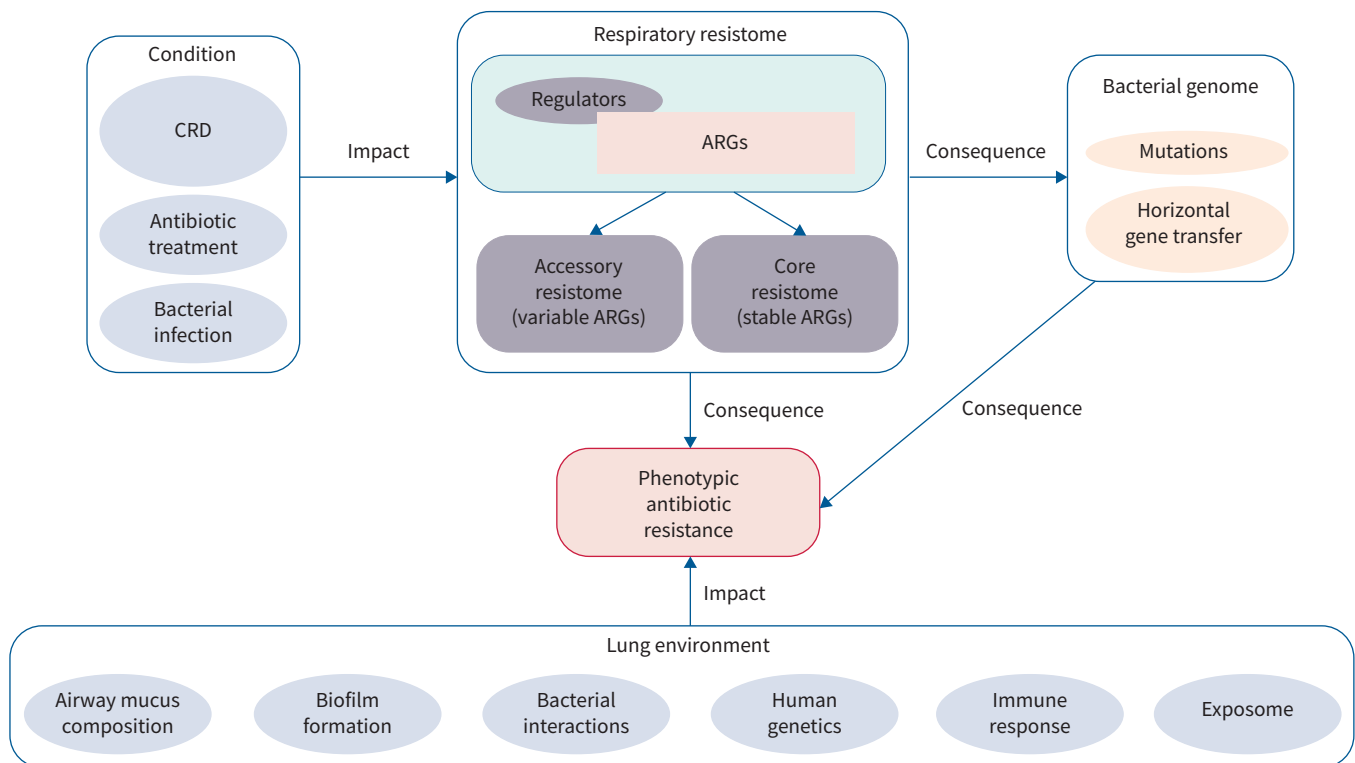 Condition
CRD
Antibiotic
treatment
Bacterial
infection
Impact
Respiratory resistome
Regulators
ARGs
Accessory
resistome
(variable ARGs)
Core
resistome
(stable ARGs)
Consequence
Bacterial genome
Mutations
Horizontal
gene transfer
Consequence
Consequence
Phenotypic
antibiotic
resistance
Impact
Lung environment
Airway mucus
composition
Biofilm
formation
Bacterial
interactions
Human
genetics
Immune
response
Exposome